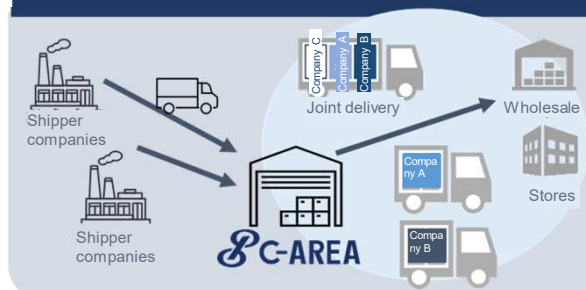 Company C
Company A
Company B
Joint delivery
Shipper
companies
Wholesale
Compa
ny A
Stores
Shipper
companies
C-AREA
Compa
ny B